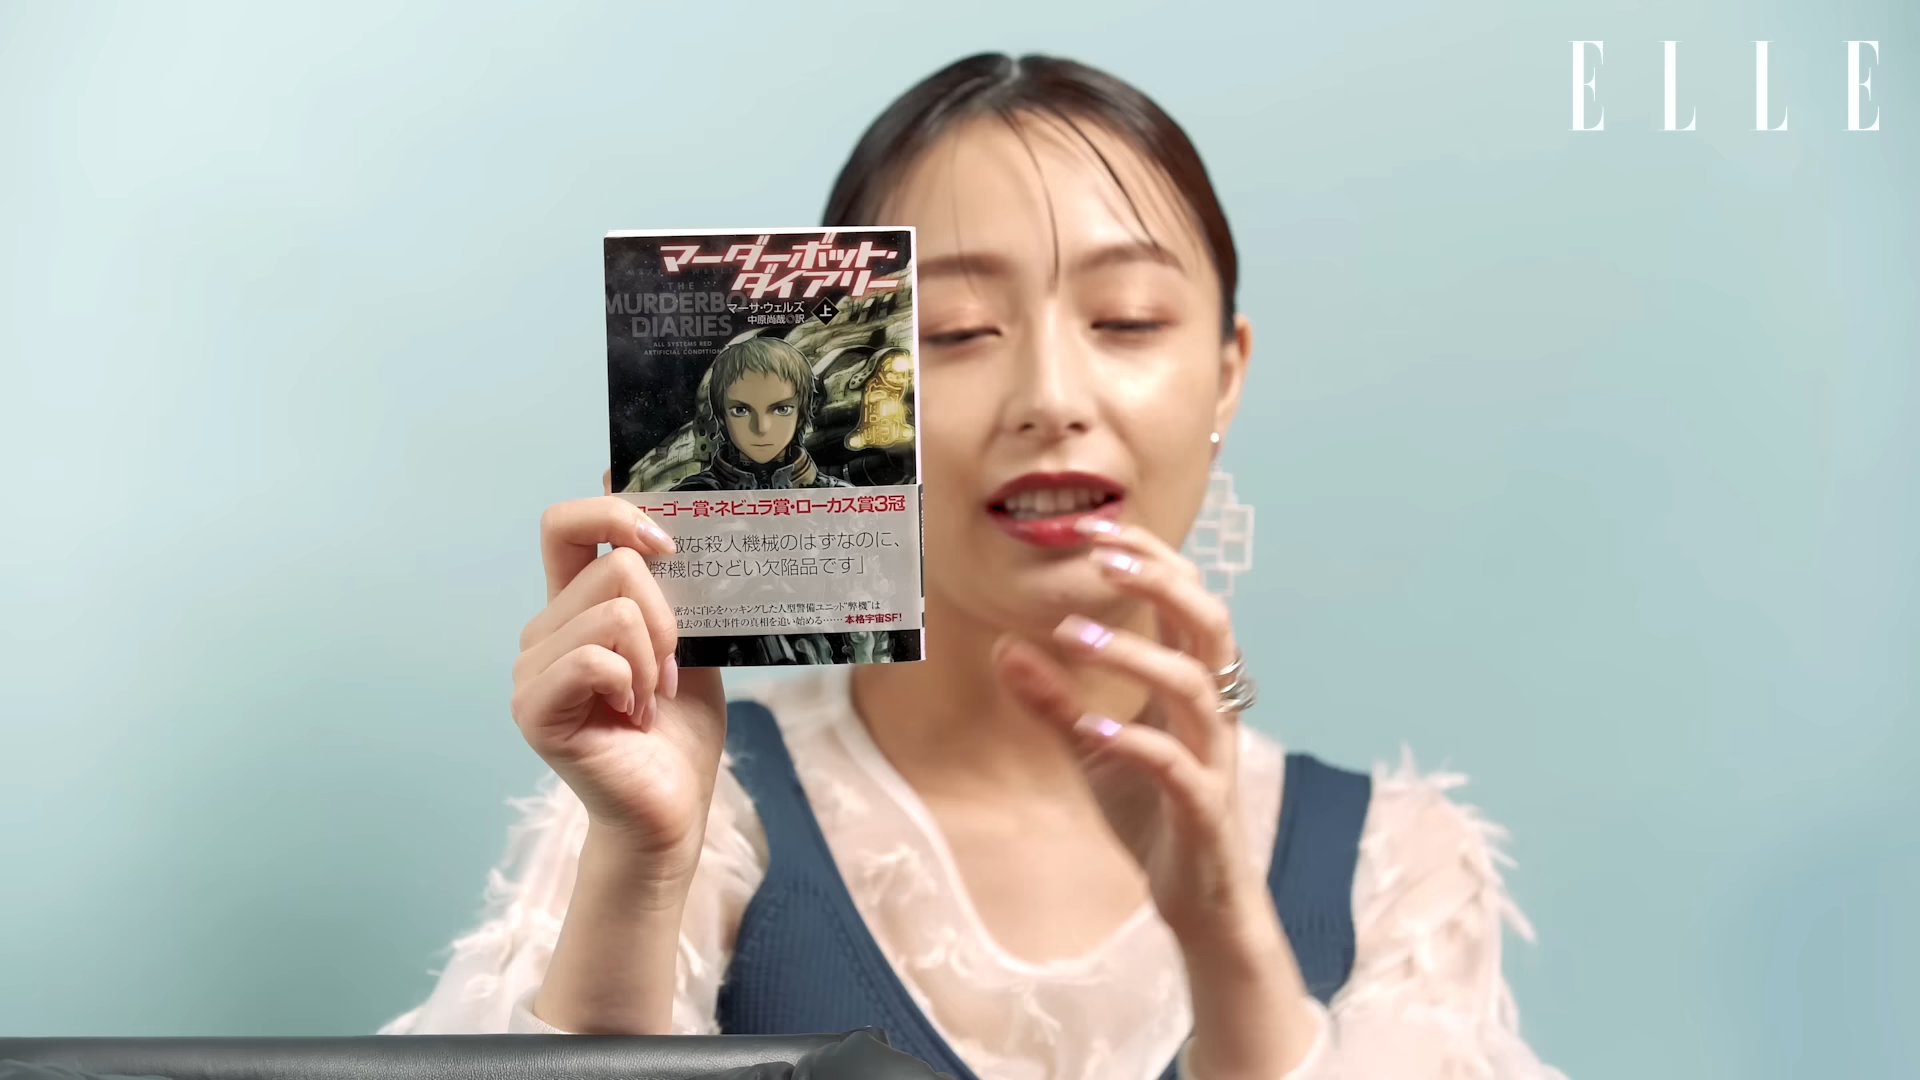 ELLE
マーダーボット・
ダイアリー
THE
MURDERBO
DIARIES
マーサ・ウェルズ
中原尚哉 訳
上
ALL SYSTEMS RED
ARTIFICIAL CONDITION
ーゴー賞・ネビュラ賞・ローカス賞3冠
敵な殺人機械のはずなのに、
弊機はひどい欠陥品です」
密かに自らをハッキングした人型警備ユニット“弊機”は
過去の重大事件の真相を追い始める……本格宇宙SF!